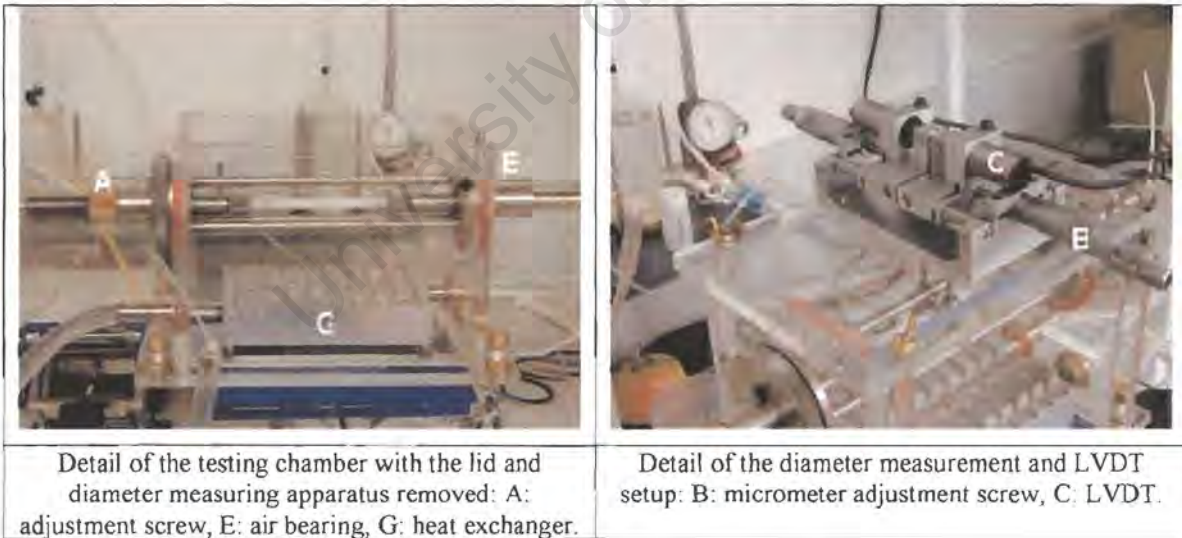 University o
A
E
G
C
E
Detail of the testing chamber with the lid and
diameter measuring apparatus removed: A:
adjustment screw, E: air bearing, G: heat exchanger.
Detail of the diameter measurement and LVDT
setup: B: micrometer adjustment screw, C: LVDT.